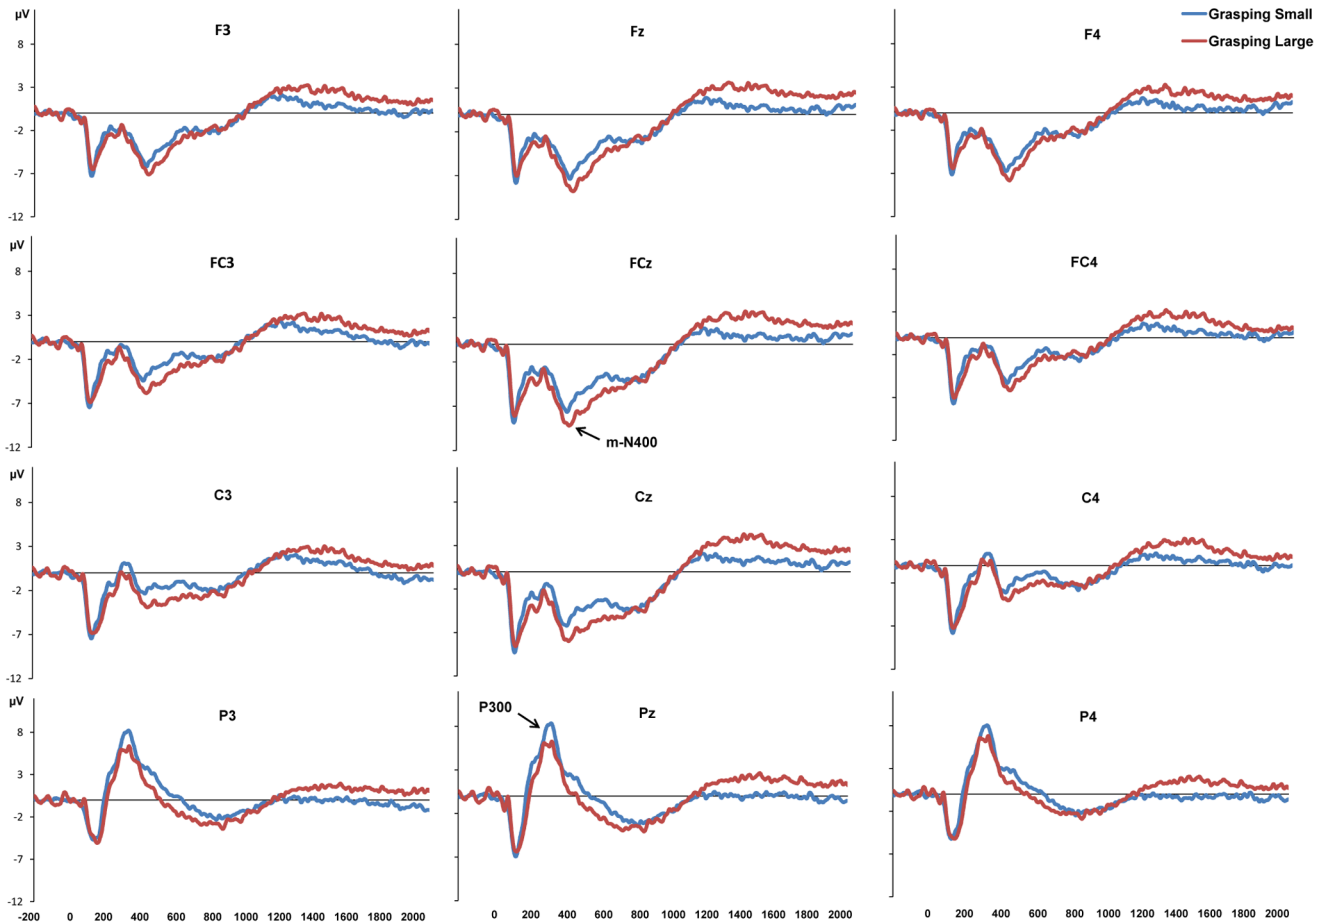 µV
F3
Fz
F4
Grasping Small
Grasping Large
8
3
-2
-7
-12
µV
FC3
FCz
FC4
8
3
-2
-7
-12
m-N400
µV
C3
Cz
C4
8
3
-2
-7
-12
µV
P3
P300
Pz
P4
8
3
-2
-7
-12
-200 0 200 400 600 800 1000 1200 1400 1600 1800 2000
0 200 400 600 800 1000 1200 1400 1600 1800 2000
0 200 400 600 800 1000 1200 1400 1600 1800 2000